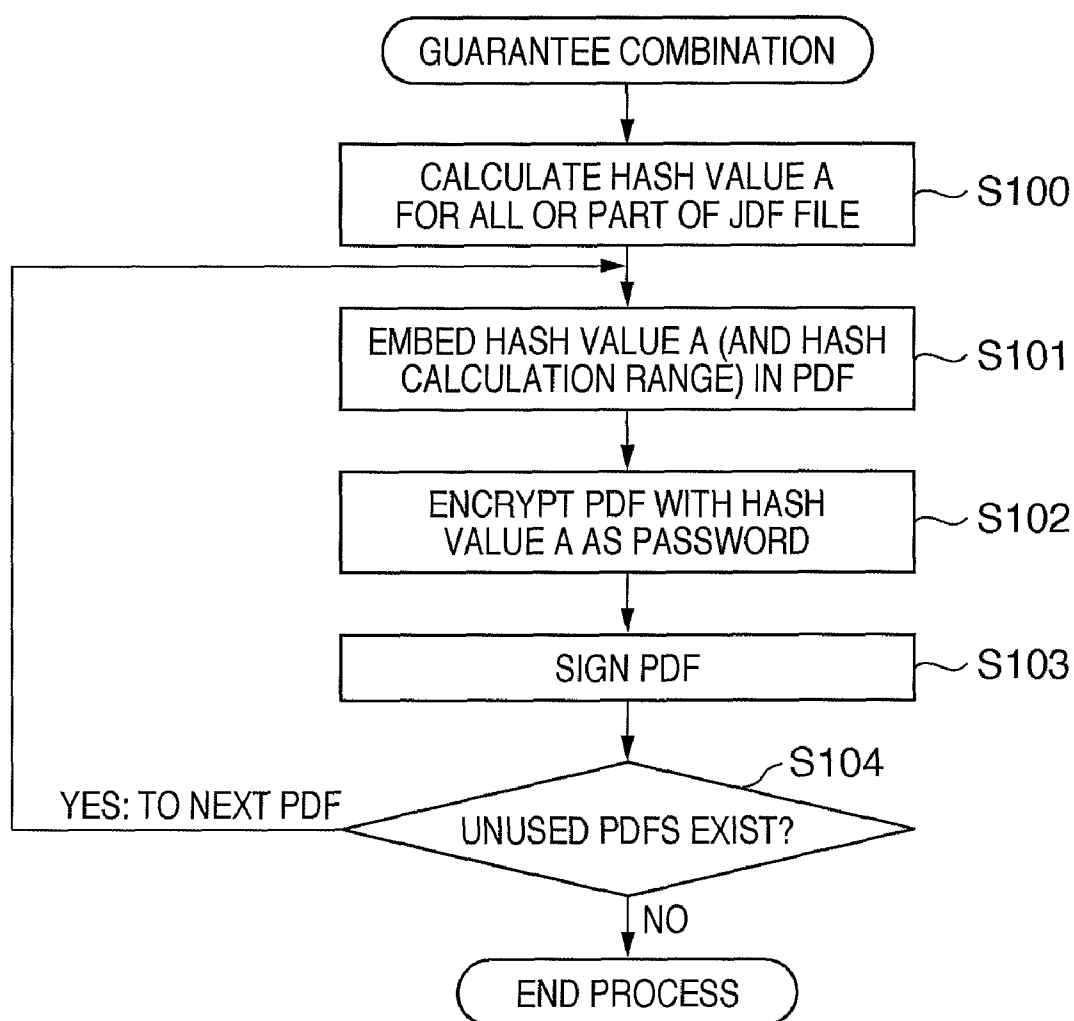 GUARANTEE COMBINATION
CALCULATE HASH VALUE A
FOR ALL OR PART OF JDF FILE
S100
EMBED HASH VALUE A (AND HASH
CALCULATION RANGE) IN PDF
S101
ENCRYPT PDF WITH HASH
VALUE A AS PASSWORD
S102
SIGN PDF
S103
S104
YES: TO NEXT PDF
UNUSED PDFS EXIST?
NO
END PROCESS